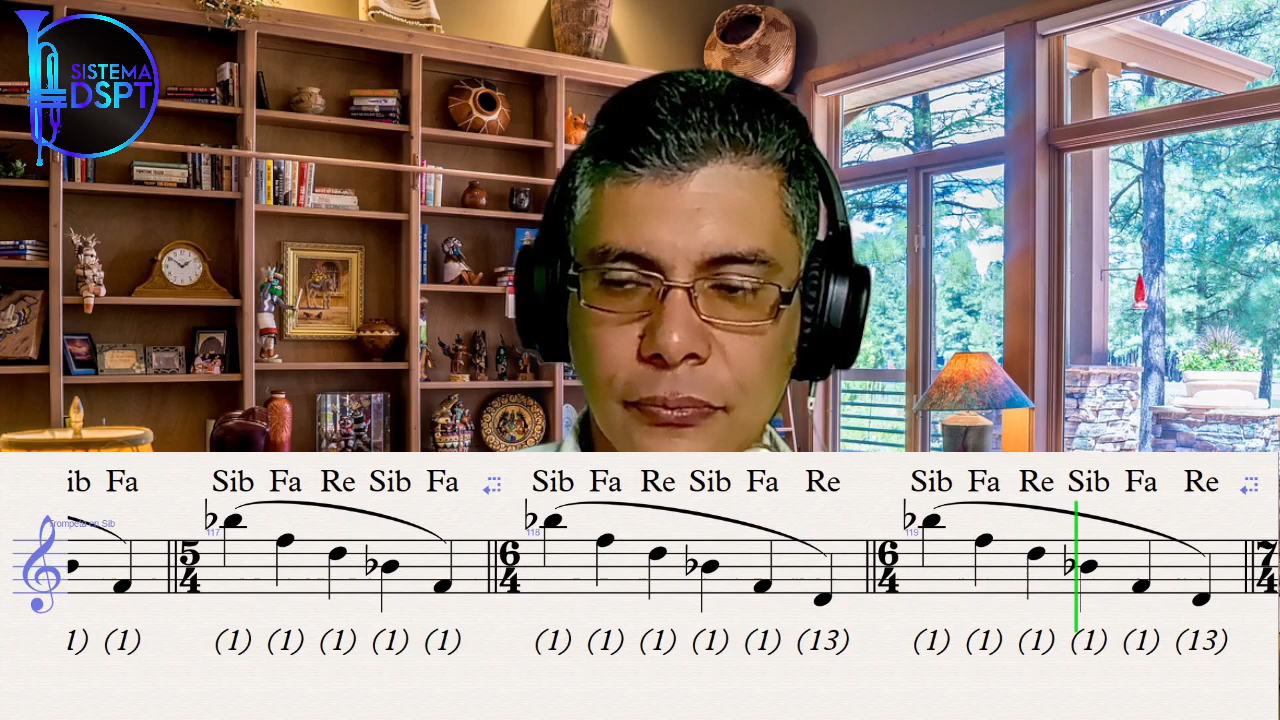 SISTEMA
DSPT
ib Fa Sib Fa Re Sib Fa Sib Fa Re Sib Fa Re Sib Fa Re Sib Fa Re
Trompeta en Sib
117 118 119
5 6 6 7
4 4 4 4
1) (1) (1) (1) (1) (1) (1) (1) (1) (1) (1) (1) (13) (1) (1) (1) (1) (1) (13)